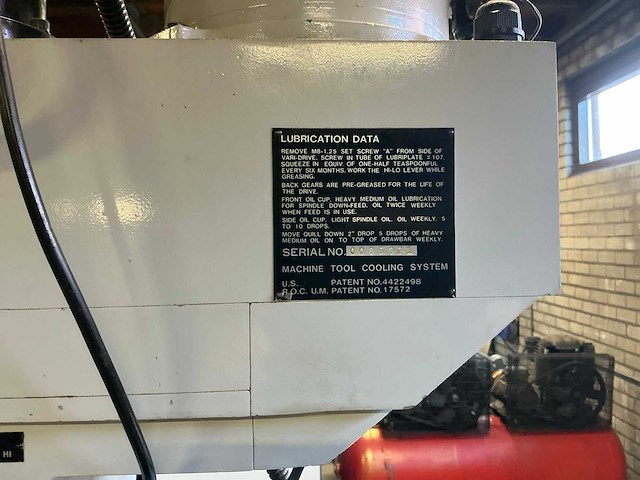 LUBRICATION DATA
REMOVE M8-1.25 SET SCREW "A" FROM SIDE OF
VARI-DRIVE. SCREW IN TUBE OF LUBRIPLATE #107.
SQUEEZE IN EQUIV. OF ONE-HALF TEASPOONFUL
EVERY SIX MONTHS. WORK THE HI-LO LEVER WHILE
GREASING.
BACK GEARS ARE PRE-GREASED FOR THE LIFE OF
THE DRIVE.
FRONT OIL CUP, HEAVY MEDIUM OIL LUBRICATION
FOR SPINDLE DOWN-FEED. OIL TWICE WEEKLY
WHEN FEED IS IN USE.
SIDE OIL CUP. LIGHT SPINDLE OIL. OIL WEEKLY. 5
TO 10 DROPS.
MOVE QUILL DOWN 2" DROP 5 DROPS OF HEAVY
MEDIUM OIL ON TO TOP OF DRAWBAR WEEKLY.
SERIAL NO.
MACHINE TOOL COOLING SYSTEM
U.S. PATENT NO.4422498
R.O.C. U.M. PATENT NO.17572
HI